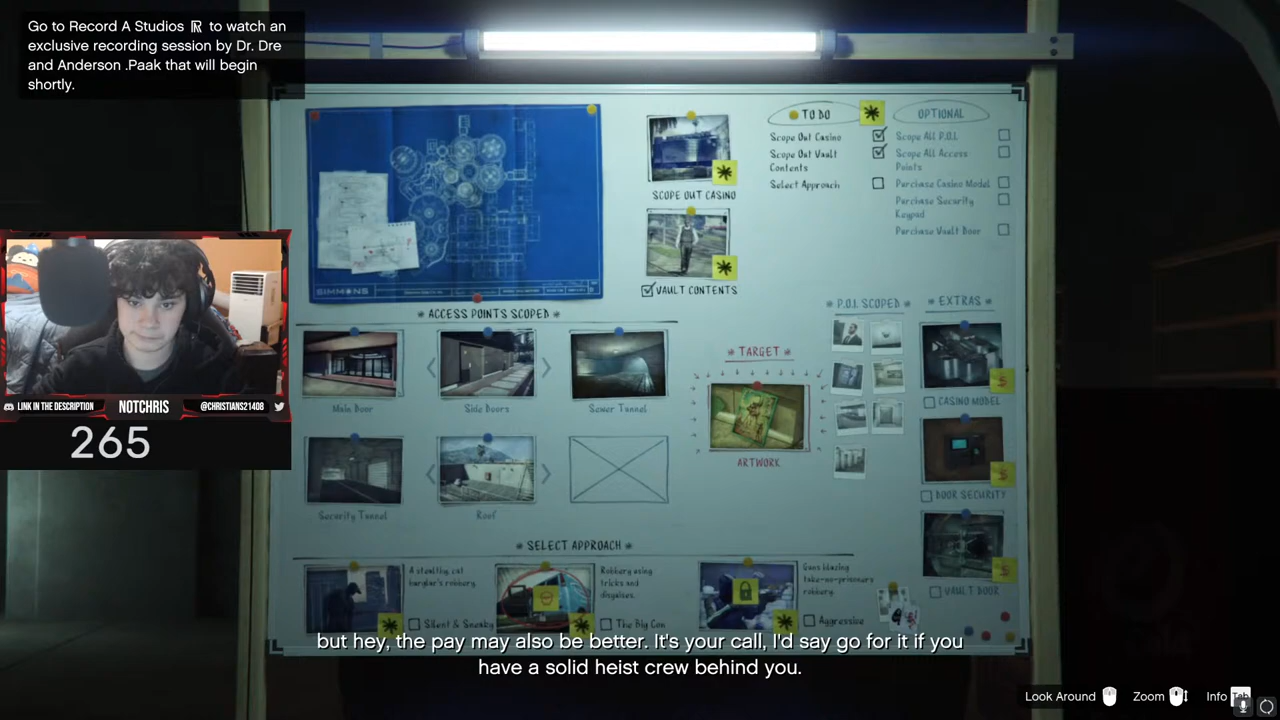 Go to Record A Studios to watch an
exclusive recording session by Dr. Dre
and Anderson .Paak that will begin
shortly.
LINK IN THE DESCRIPTION
NOTCHRIS
@CHRISTIANS21408
265
SIMMONS
SCOPE OUT CASINO
VAULT CONTENTS
TO DO
Scope Out Casino
Scope Out Vault
Contents
Select Approach
OPTIONAL
Scope All P.O.I.
Scope All Access
Points
Purchase Casino Model
Purchase Security
Keypad
Purchase Vault Door
ACCESS POINTS SCOPED
Main Door
Side Doors
Sewer Tunnel
Security Tunnel
Roof
TARGET
ARTWORK
P.O.I. SCOPED
EXTRAS
CASINO MODEL
DOOR SECURITY
VAULT DOOR
SELECT APPROACH
A stealthy, cat
burglar's robbery.
Silent & Sneaky
Robbery using
tricks and
disguises.
The Big Con
Guns blazing
take-no-prisoners
robbery.
Aggressive
but hey, the pay may also be better. It's your call, I'd say go for it if you
have a solid heist crew behind you.
Look Around
Zoom
Info
Tab